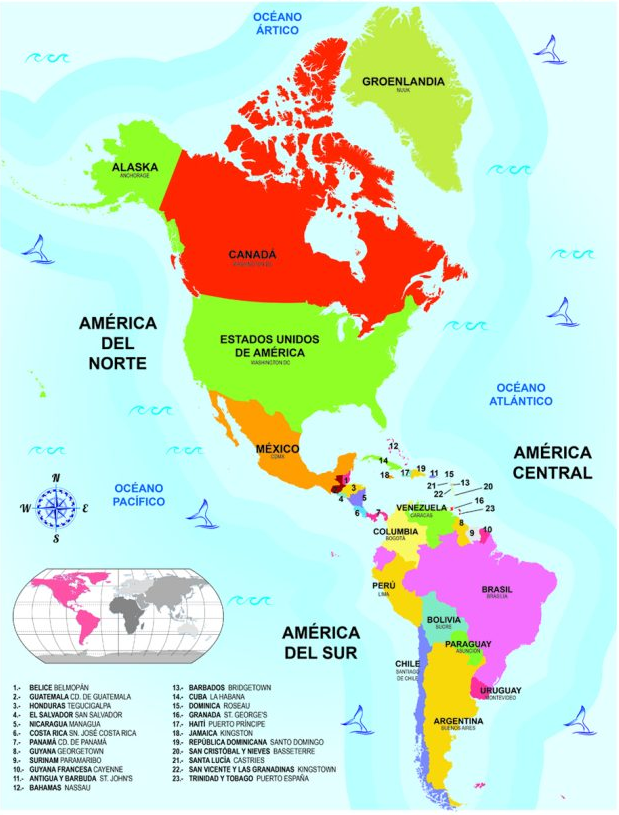 OCÉANO
ÁRTICO
GROENLANDIA
NUUK
ALASKA
ANCHORAGE
CANADÁ
ESTADOS UNIDOS
DE AMÉRICA
WASHINGTON DC
AMÉRICA
DEL
NORTE
OCÉANO
ATLÁNTICO
MÉXICO
CDMX
AMÉRICA
CENTRAL
OCÉANO
PACÍFICO
N
W
E
S
12
14
18
17
19
11
15
21
13
20
22
16
23
1
3
4
5
6
7
VENEZUELA
CARACAS
8
9
10
COLUMBIA
BOGOTÁ
PERÚ
LIMA
BRASIL
BRASILIA
BOLIVIA
SUCRE
PARAGUAY
ASUNCIÓN
AMÉRICA
DEL SUR
CHILE
SANTIAGO
DE CHILE
URUGUAY
MONTEVIDEO
ARGENTINA
BUENOS AIRES
1.- BELICE BELMOPÁN
2.- GUATEMALA CD. DE GUATEMALA
3.- HONDURAS TEGUCIGALPA
4.- EL SALVADOR SAN SALVADOR
5.- NICARAGUA MANAGUA
6.- COSTA RICA SN. JOSÉ COSTA RICA
7.- PANAMÁ CD. DE PANAMÁ
8.- GUYANA GEORGETOWN
9.- SURINAM PARAMARIBO
10.- GUYANA FRANCESA CAYENNE
11.- ANTIGUA Y BARBUDA ST. JOHN'S
12.- BAHAMAS NASSAU
13.- BARBADOS BRIDGETOWN
14.- CUBA LA HABANA
15.- DOMINICA ROSEAU
16.- GRANADA ST. GEORGE'S
17.- HAITÍ PUERTO PRÍNCIPE
18.- JAMAICA KINGSTON
19.- REPÚBLICA DOMINICANA SANTO DOMINGO
20.- SAN CRISTÓBAL Y NIEVES BASSETERRE
21.- SANTA LUCÍA CASTRIES
22.- SAN VICENTE Y LAS GRANADINAS KINGSTOWN
23.- TRINIDAD Y TOBAGO PUERTO ESPAÑA